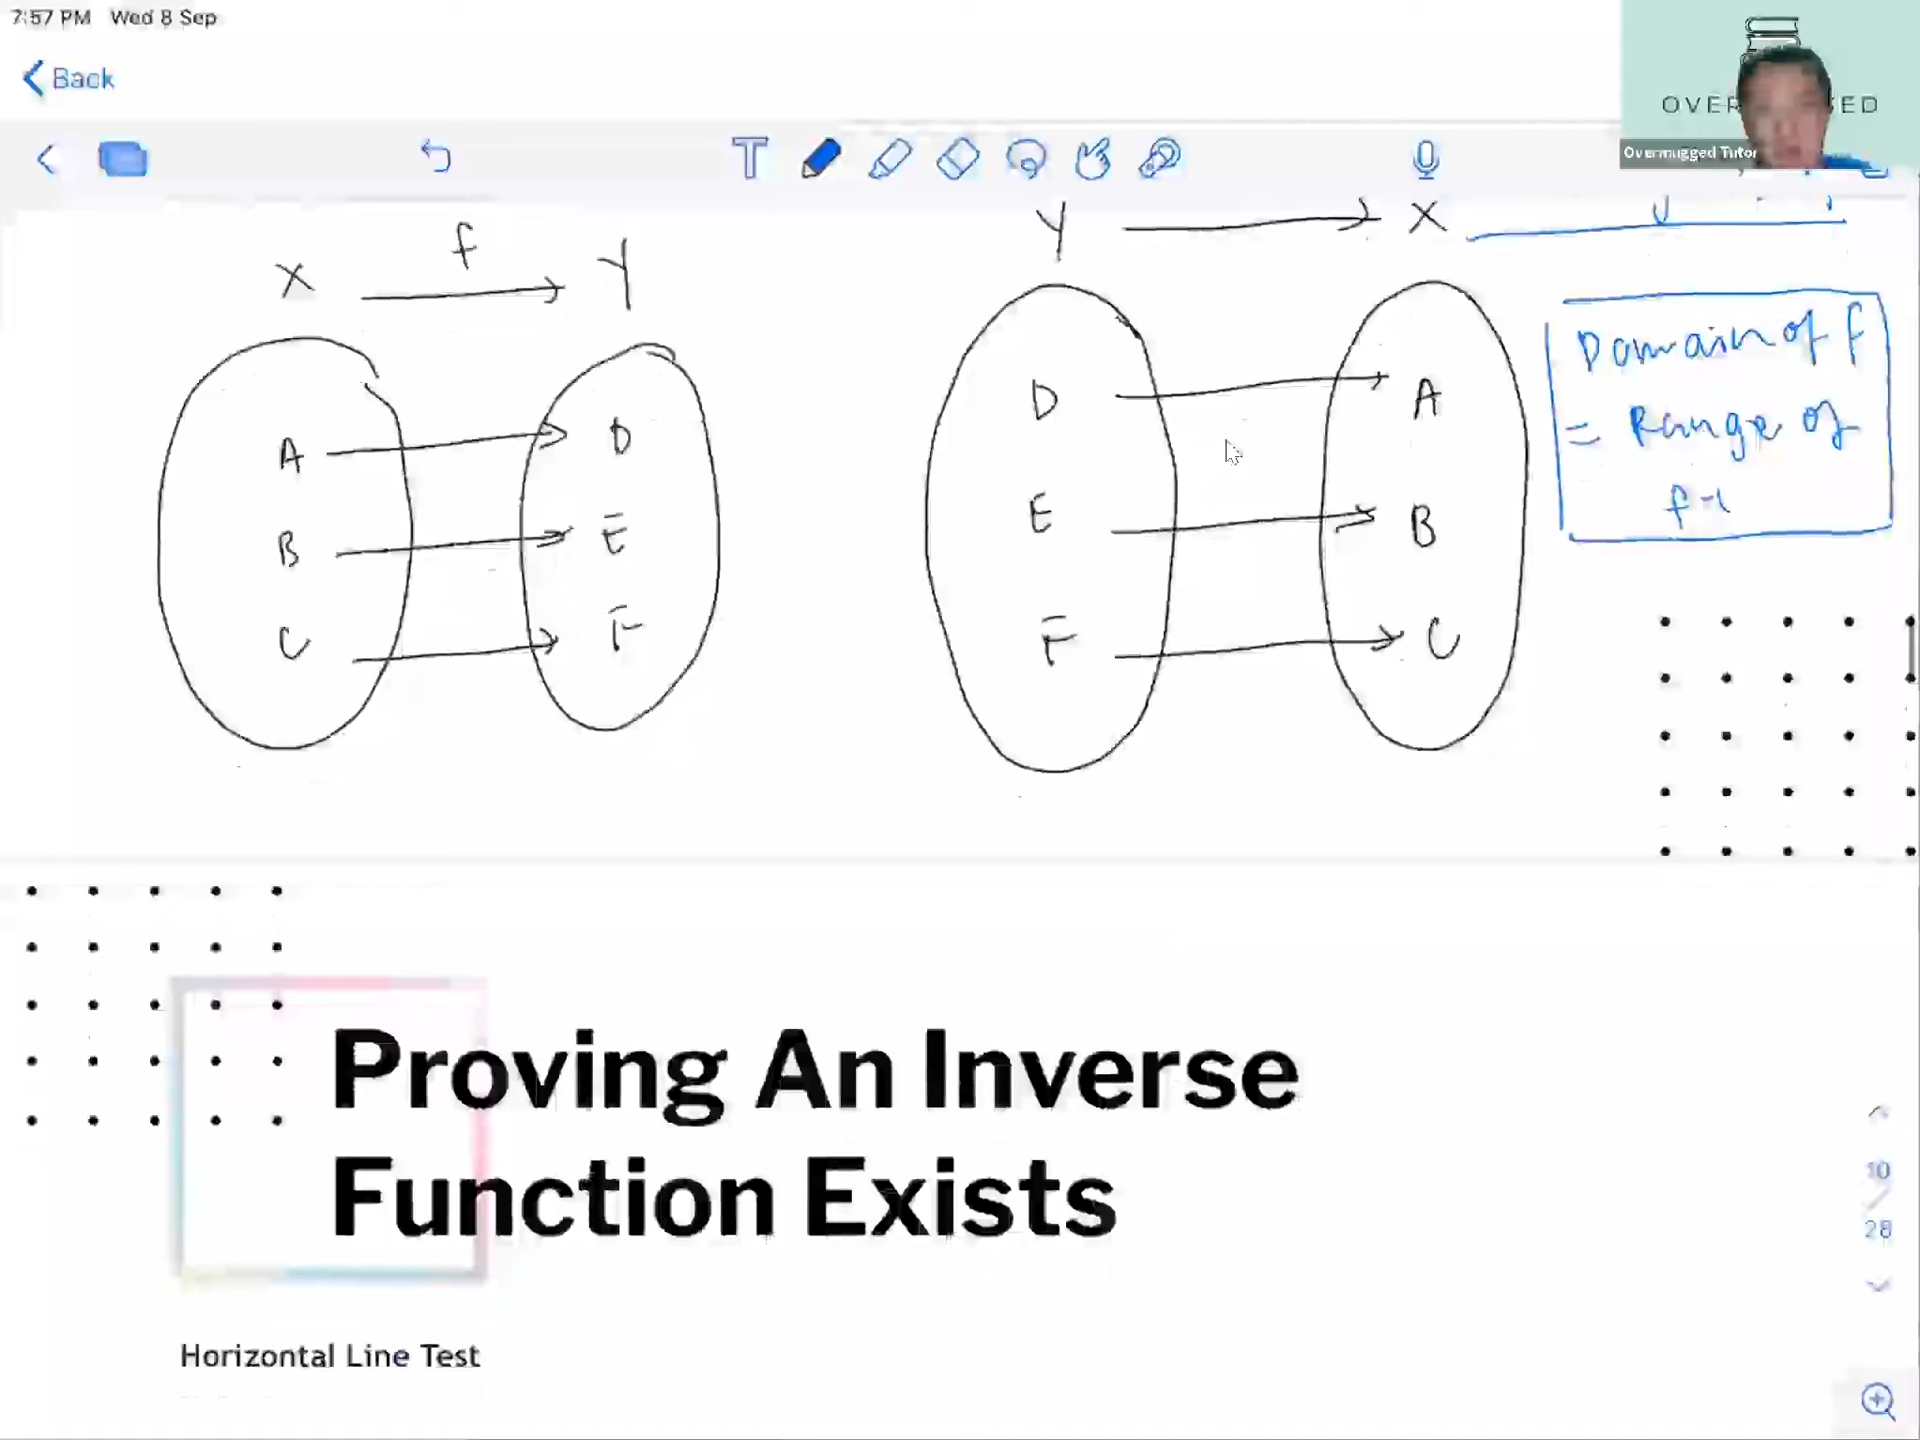 7:57 PM Wed 8 Sep
Back
OVER ED
Overmugged Tutor
X f Y
Y X
A D
B E
C F
D A
E B
F C
Domain of f
= Range of
f-1
Proving An Inverse
Function Exists
10
28
Horizontal Line Test